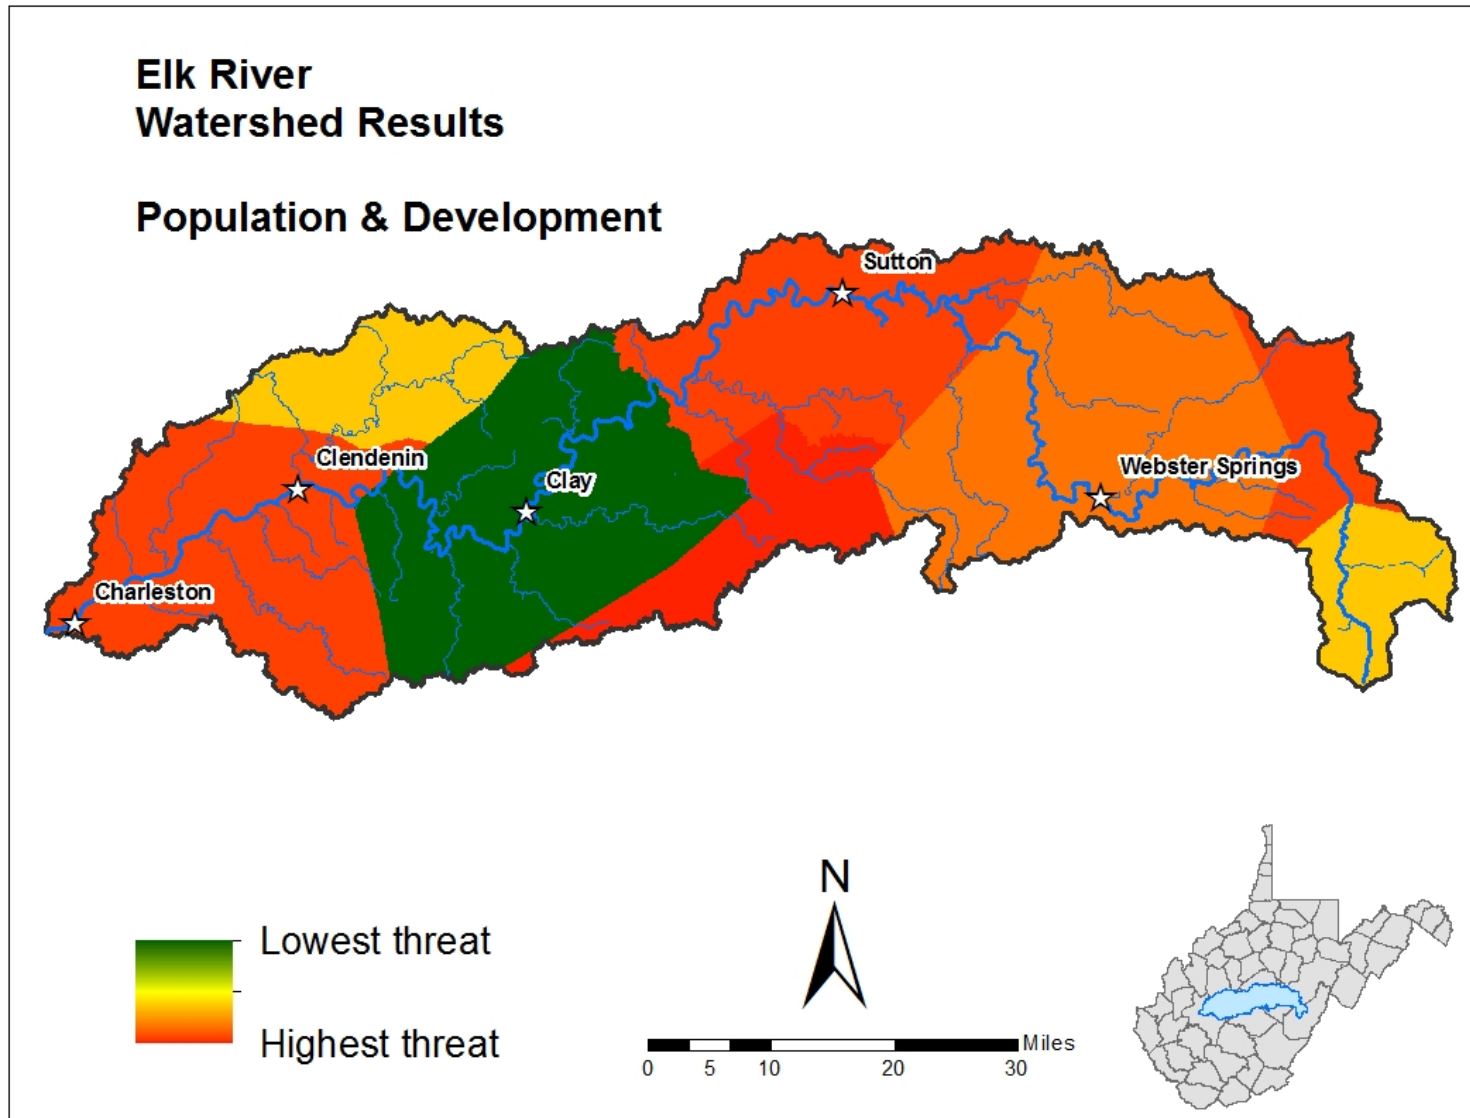 Elk River
Watershed Results
Population & Development
Sutton
Clendenin
Webster Springs
Clay
Charleston
N
Lowest threat
Highest threat
Miles
0 5 10 20 30